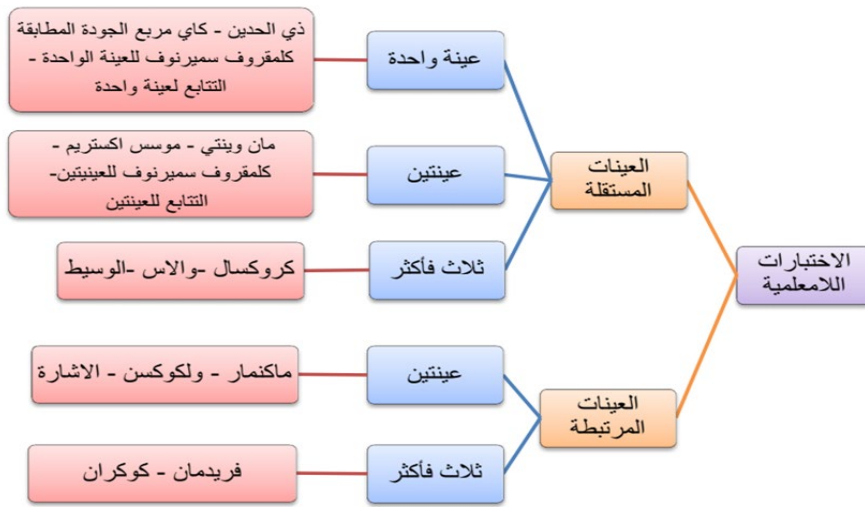 الاختبارات
اللامعلمية
العينات
المستقلة
عينة واحدة
ذي الحدين - كاي مربع الجودة المطابقة
كلمقروف سميرنوف للعينة الواحدة -
التتابع لعينة واحدة
عينتين
مان وينتي - موسس اكستريم -
كلمقروف سميرنوف للعينيتين-
التتابع للعينتين
ثلاث فأكثر
كروكسال -والاس -الوسيط
العينات
المرتبطة
عينتين
ماكنمار - ولكوكسن - الاشارة
ثلاث فأكثر
فريدمان - كوكران